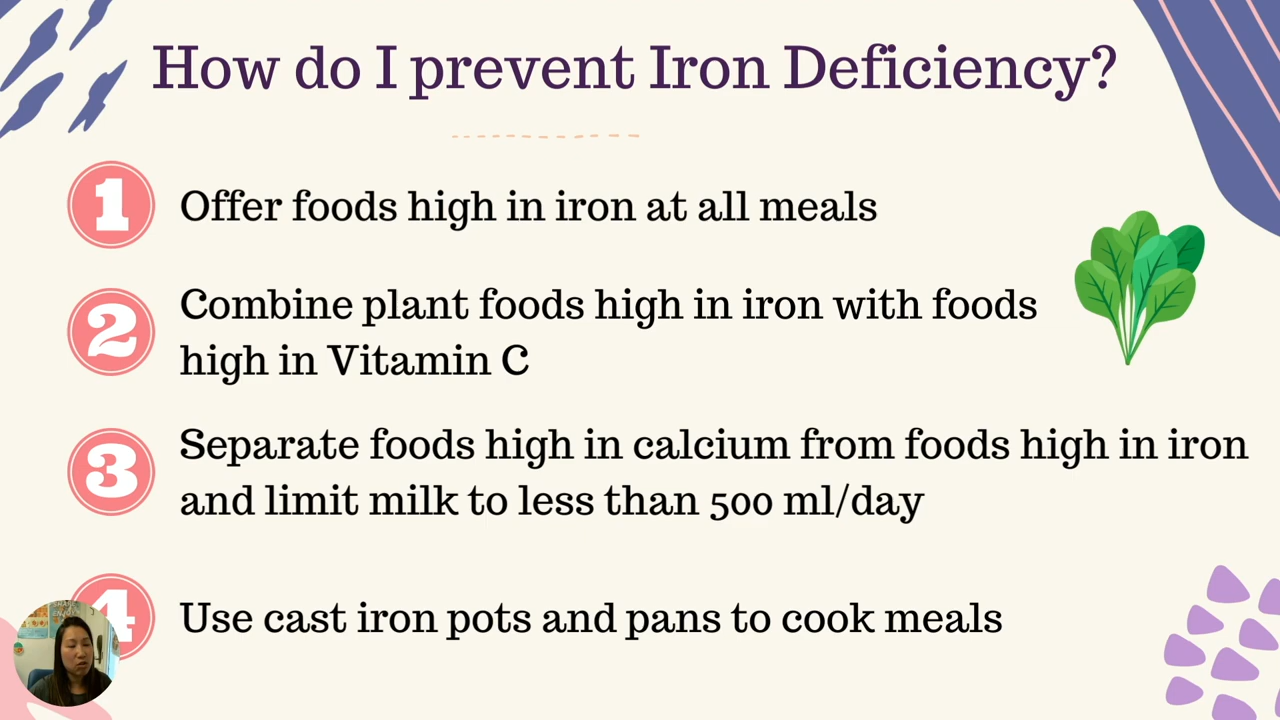 How do I prevent Iron Deficiency?
1 Offer foods high in iron at all meals
2 Combine plant foods high in iron with foods
high in Vitamin C
3 Separate foods high in calcium from foods high in iron
and limit milk to less than 500 ml/day
4 Use cast iron pots and pans to cook meals